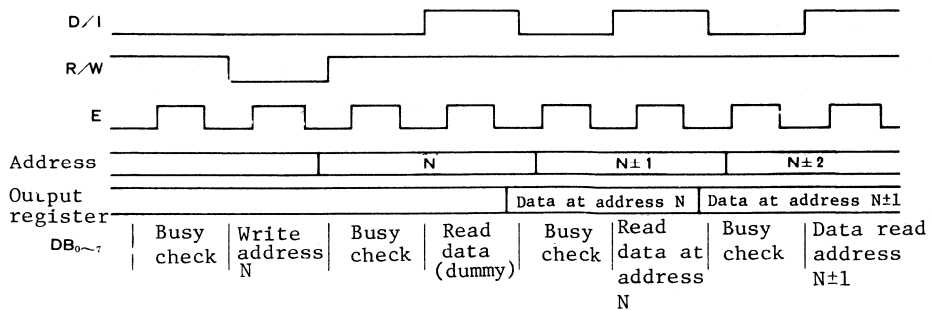 D/I
R/W
E
Address N N±1 N±2
Output register Data at address N Data at address N±1
DB₀~₇ Busy check Write address N Busy check Read data (dummy) Busy check Read data at address N Busy check Data read address N±1